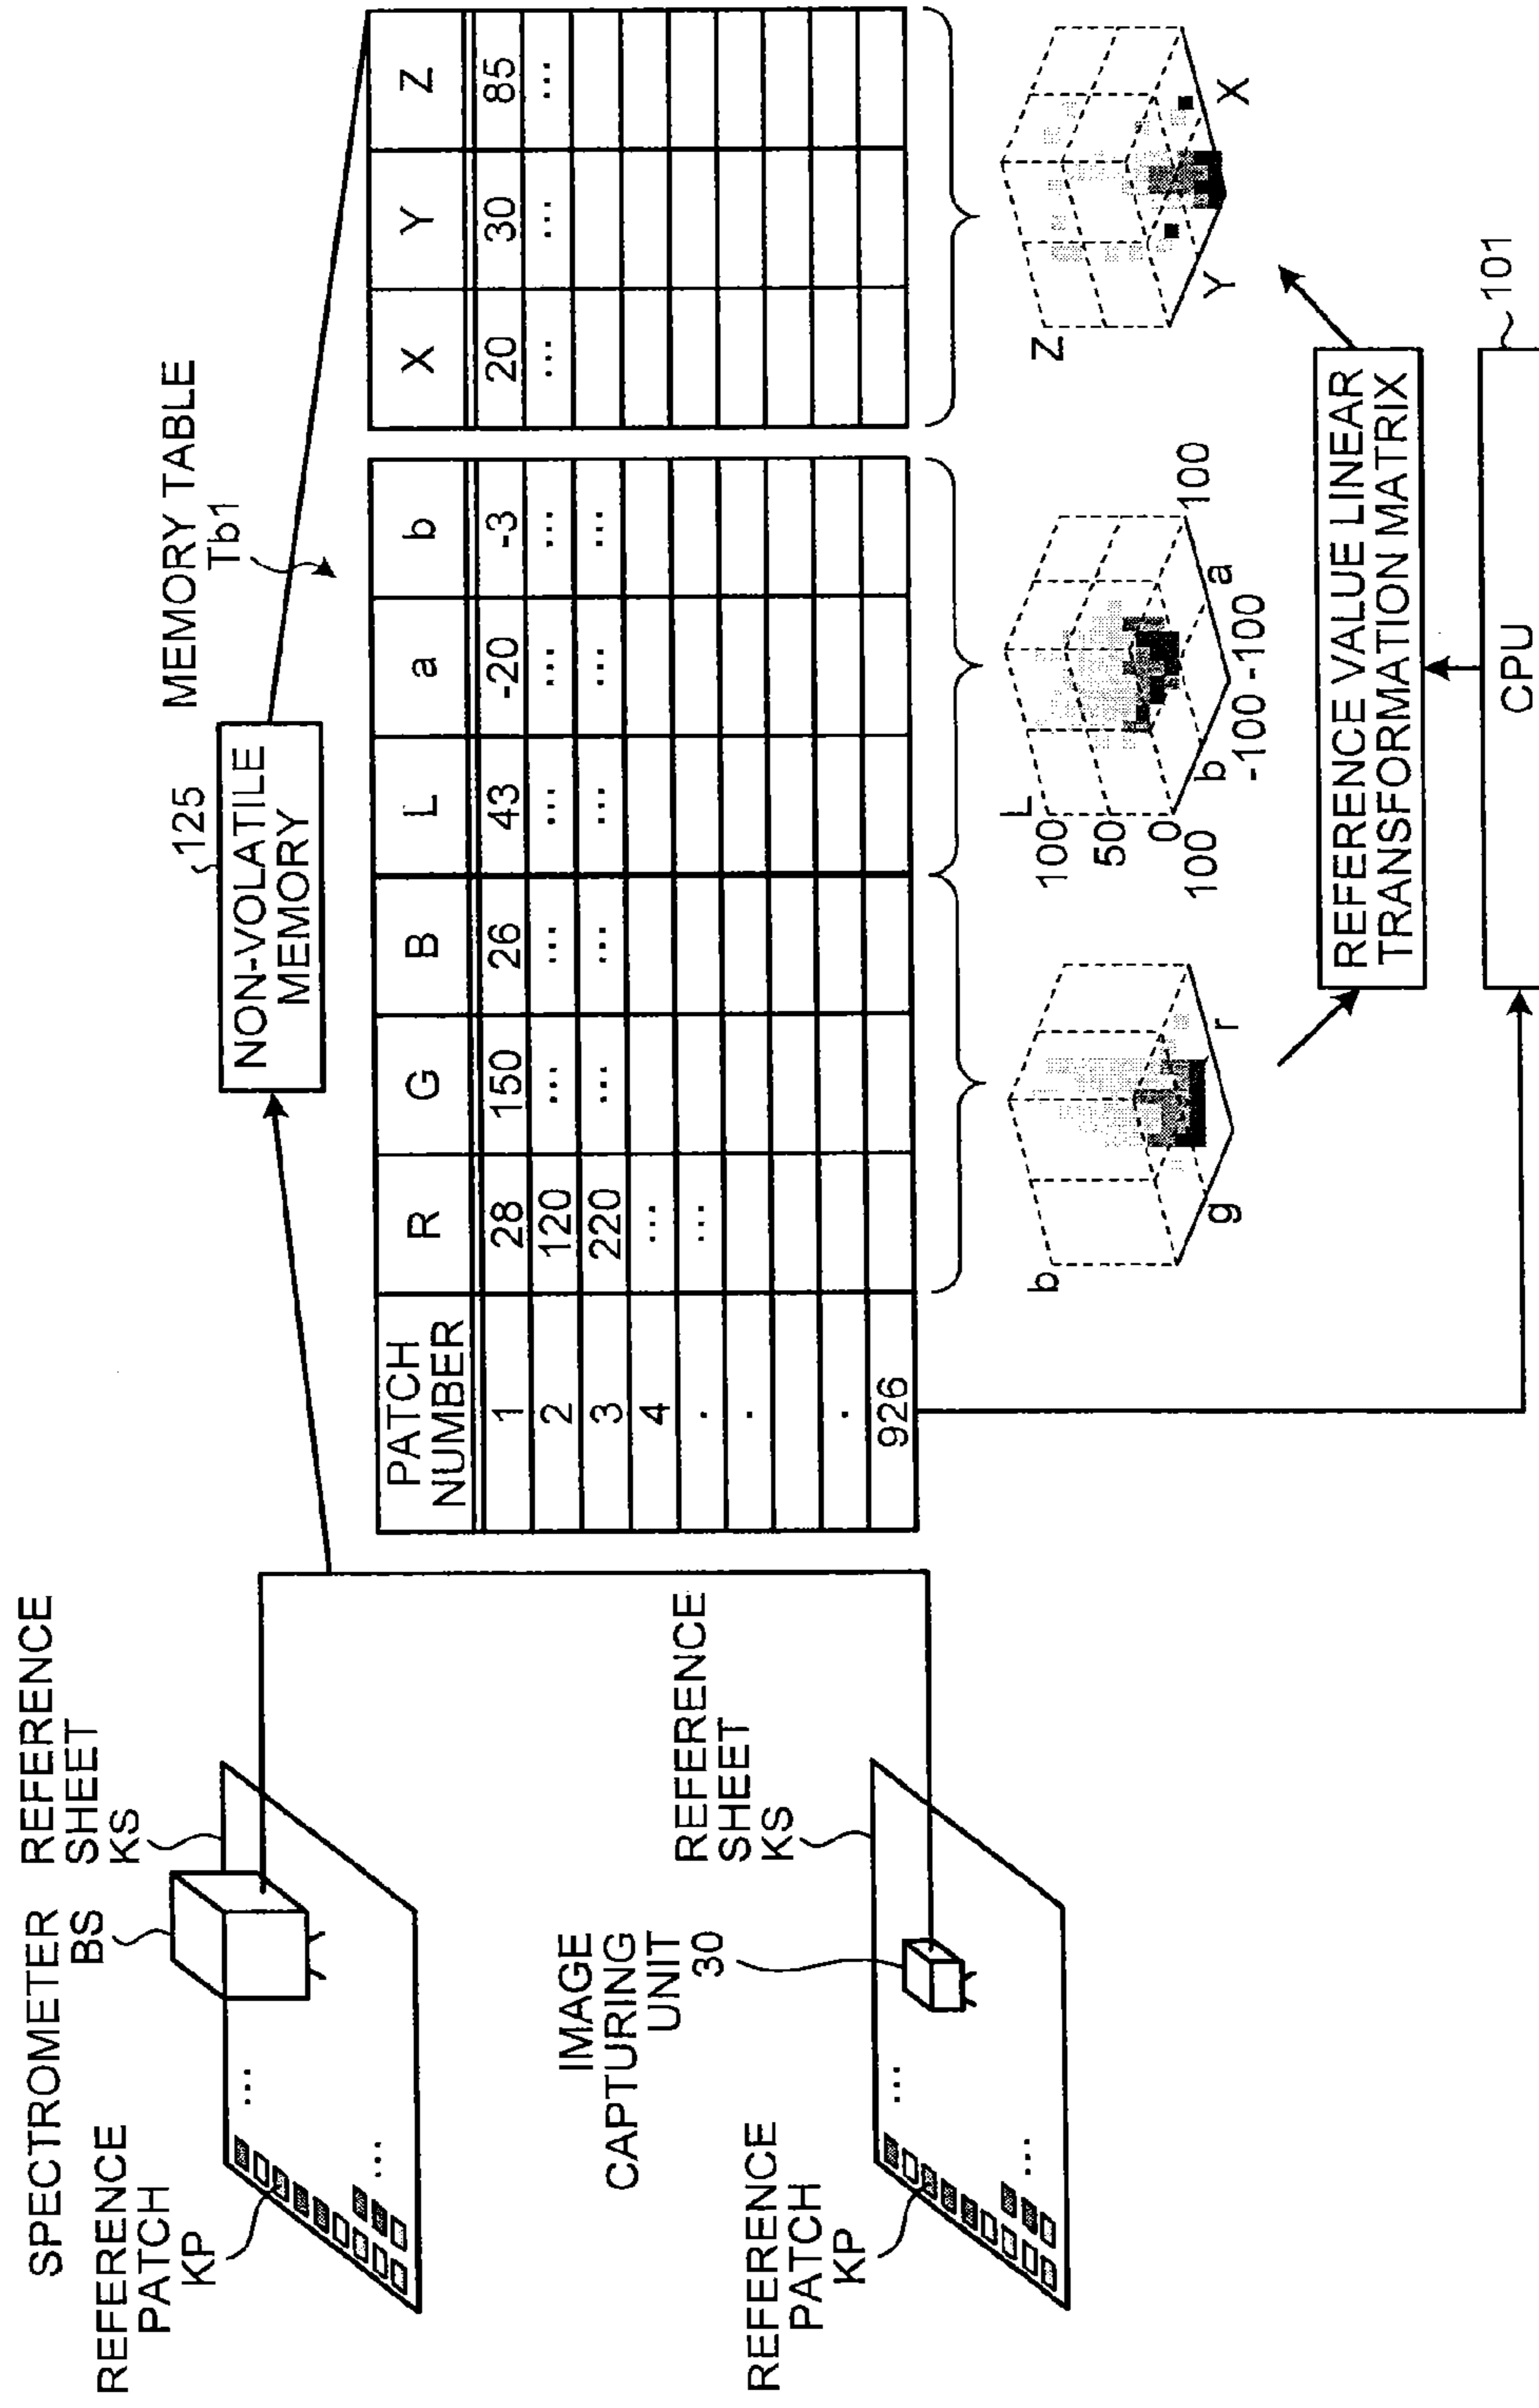 SPECTROMETER
BS
REFERENCE
SHEET
KS
REFERENCE
PATCH
KP
...
...
IMAGE
CAPTURING
UNIT
30
REFERENCE
SHEET
KS
REFERENCE
PATCH
KP
...
...
125
NON-VOLATILE
MEMORY
MEMORY TABLE
Tb1
PATCH NUMBER R G B L a b X Y Z
1 28 150 26 43 -20 -3 20 30 85
2 120 ... ... ... ... ... ... ... ...
3 220 ... ... ... ... ...
4 ...
. ...
.
.
926
b
g
r
L
100
50
0
100
b
-100
-100
a
100
Z
Y
X
REFERENCE VALUE LINEAR
TRANSFORMATION MATRIX
CPU
101